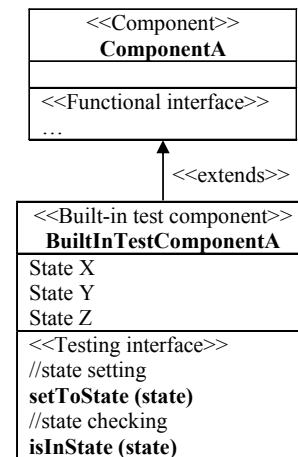 <<Component>>
ComponentA
<<Functional interface>>
…
<<extends>>
<<Built-in test component>>
BuiltInTestComponentA
State X
State Y
State Z
<<Testing interface>>
//state setting
setToState (state)
//state checking
isInState (state)